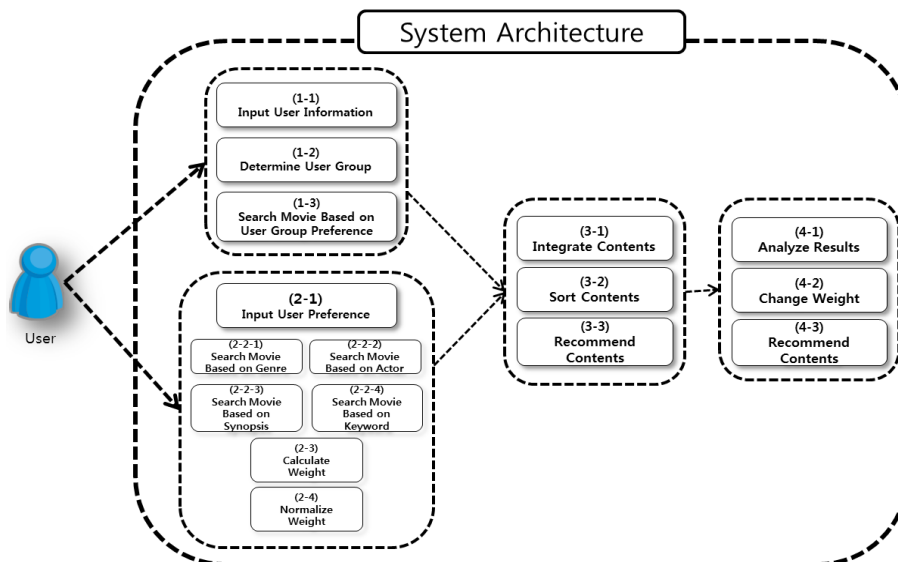 System Architecture
(1-1)
Input User Information
(1-2)
Determine User Group
(1-3)
Search Movie Based on
User Group Preference
User
(2-1)
Input User Preference
(2-2-1)
Search Movie
Based on Genre
(2-2-2)
Search Movie
Based on Actor
(2-2-3)
Search Movie
Based on
Synopsis
(2-2-4)
Search Movie
Based on
Keyword
(2-3)
Calculate
Weight
(2-4)
Normalize
Weight
(3-1)
Integrate Contents
(3-2)
Sort Contents
(3-3)
Recommend
Contents
(4-1)
Analyze Results
(4-2)
Change Weight
(4-3)
Recommend
Contents